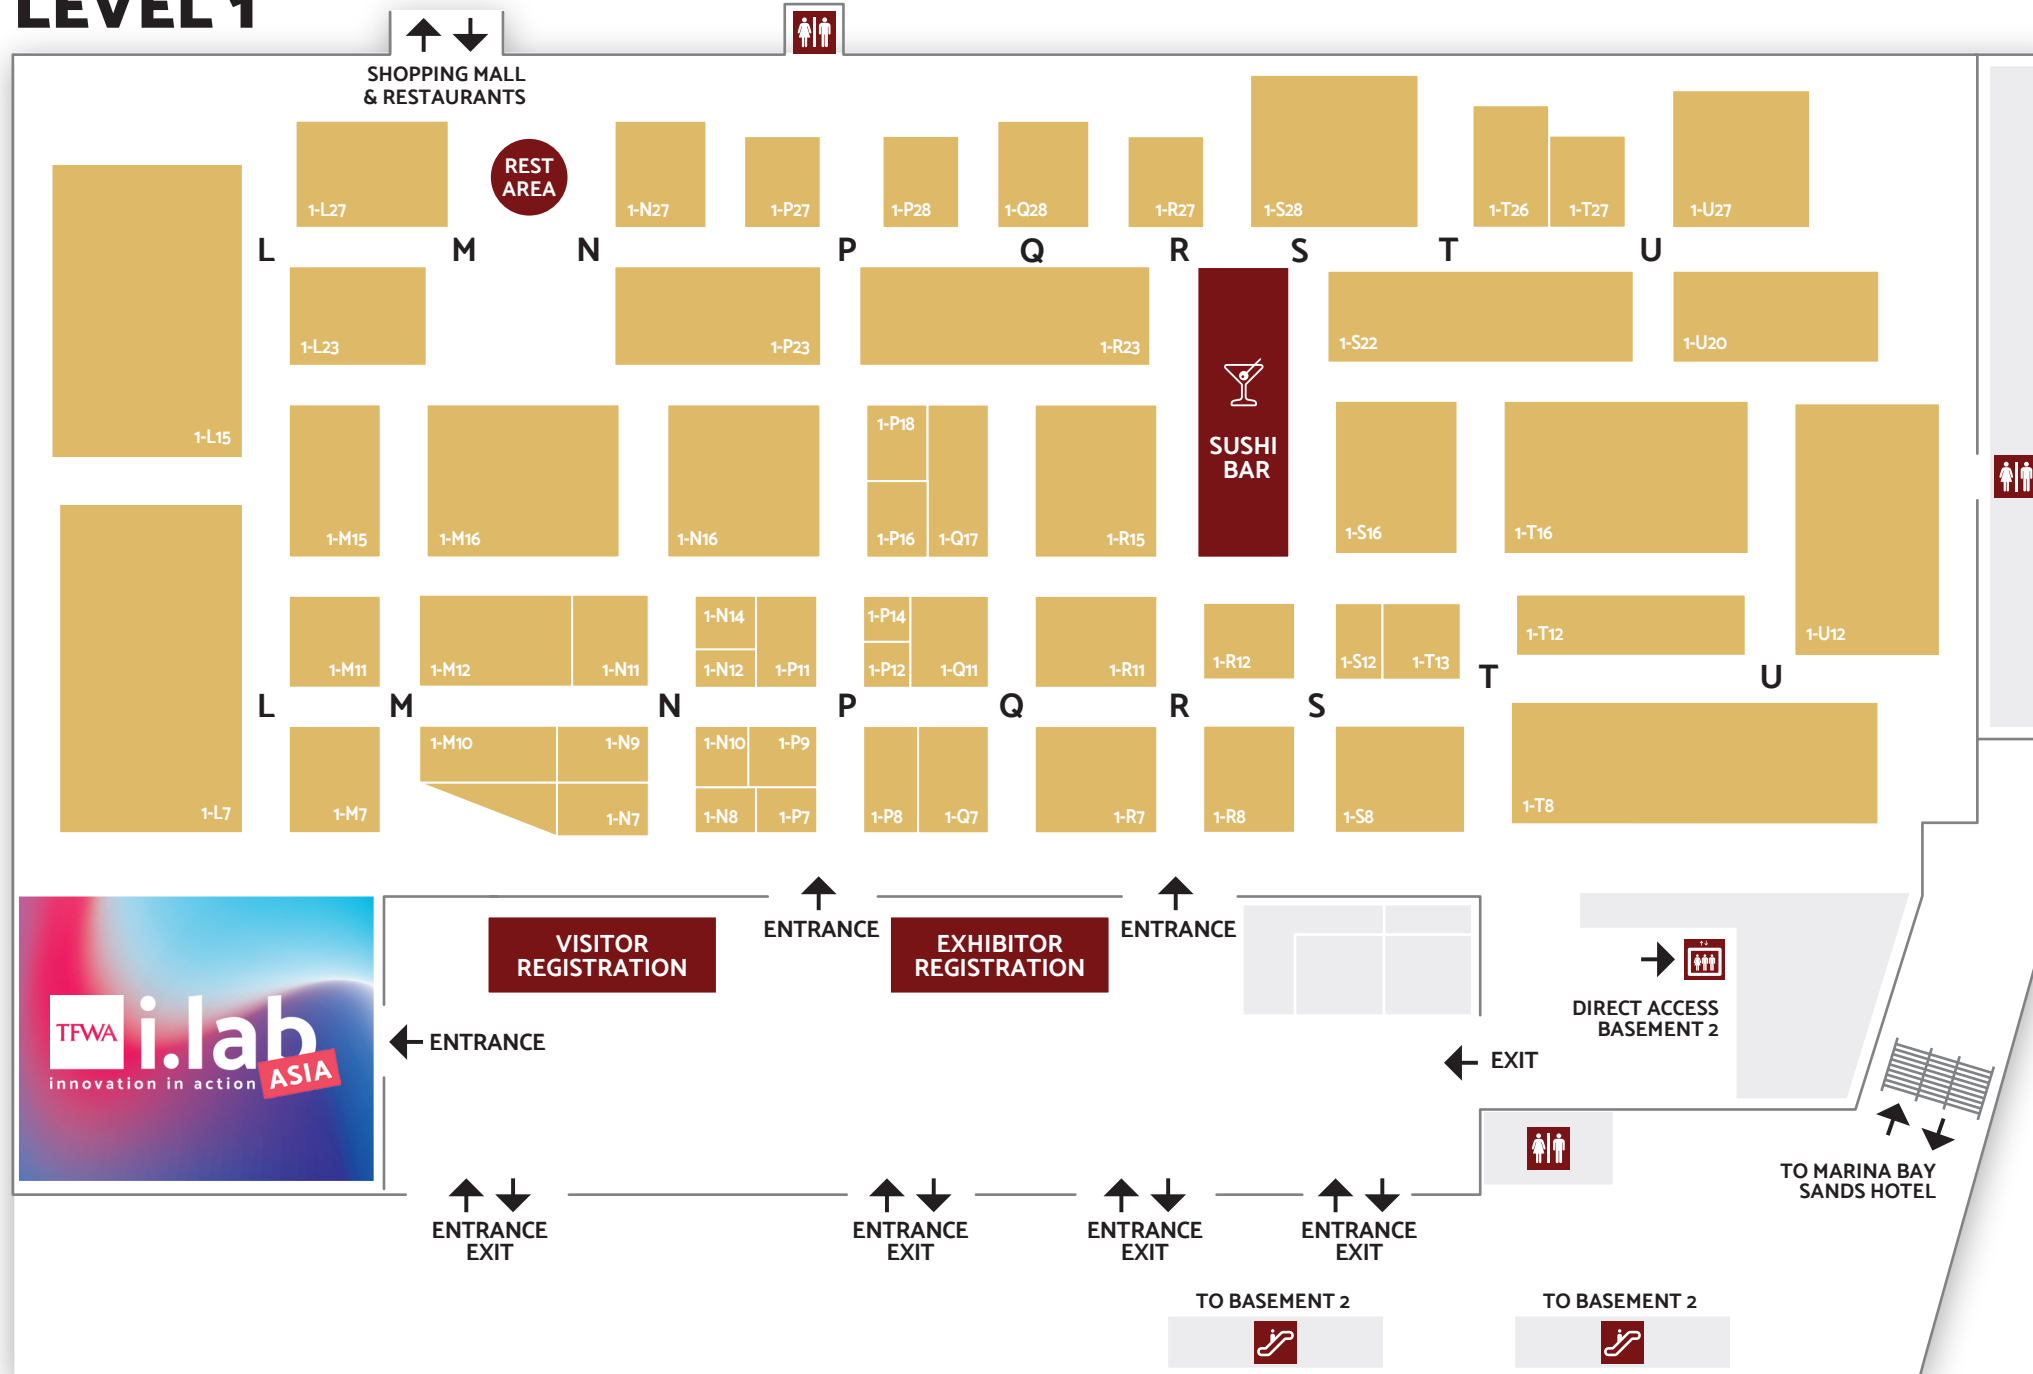 LEVEL 1
SHOPPING MALL
& RESTAURANTS
REST
AREA
1-L27
1-N27
1-P27
1-P28
1-Q28
1-R27
1-S28
1-T26
1-T27
1-U27
L
M
N
P
Q
R
S
T
U
1-L23
1-P23
1-R23
1-S22
1-U20
1-L15
1-P18
SUSHI
BAR
1-M15
1-M16
1-N16
1-P16
1-Q17
1-R15
1-S16
1-T16
1-N14
1-P14
1-T12
1-U12
1-M11
1-M12
1-N11
1-N12
1-P11
1-P12
1-Q11
1-R11
1-R12
1-S12
1-T13
L
M
N
P
Q
R
S
T
U
1-M10
1-N9
1-N10
1-P9
1-L7
1-M7
1-N7
1-N8
1-P7
1-P8
1-Q7
1-R7
1-R8
1-S8
1-T8
ENTRANCE
ENTRANCE
VISITOR
REGISTRATION
EXHIBITOR
REGISTRATION
DIRECT ACCESS
BASEMENT 2
TFWA
i.lab
innovation in action
ASIA
ENTRANCE
EXIT
TO MARINA BAY
SANDS HOTEL
ENTRANCE
EXIT
ENTRANCE
EXIT
ENTRANCE
EXIT
ENTRANCE
EXIT
TO BASEMENT 2
TO BASEMENT 2